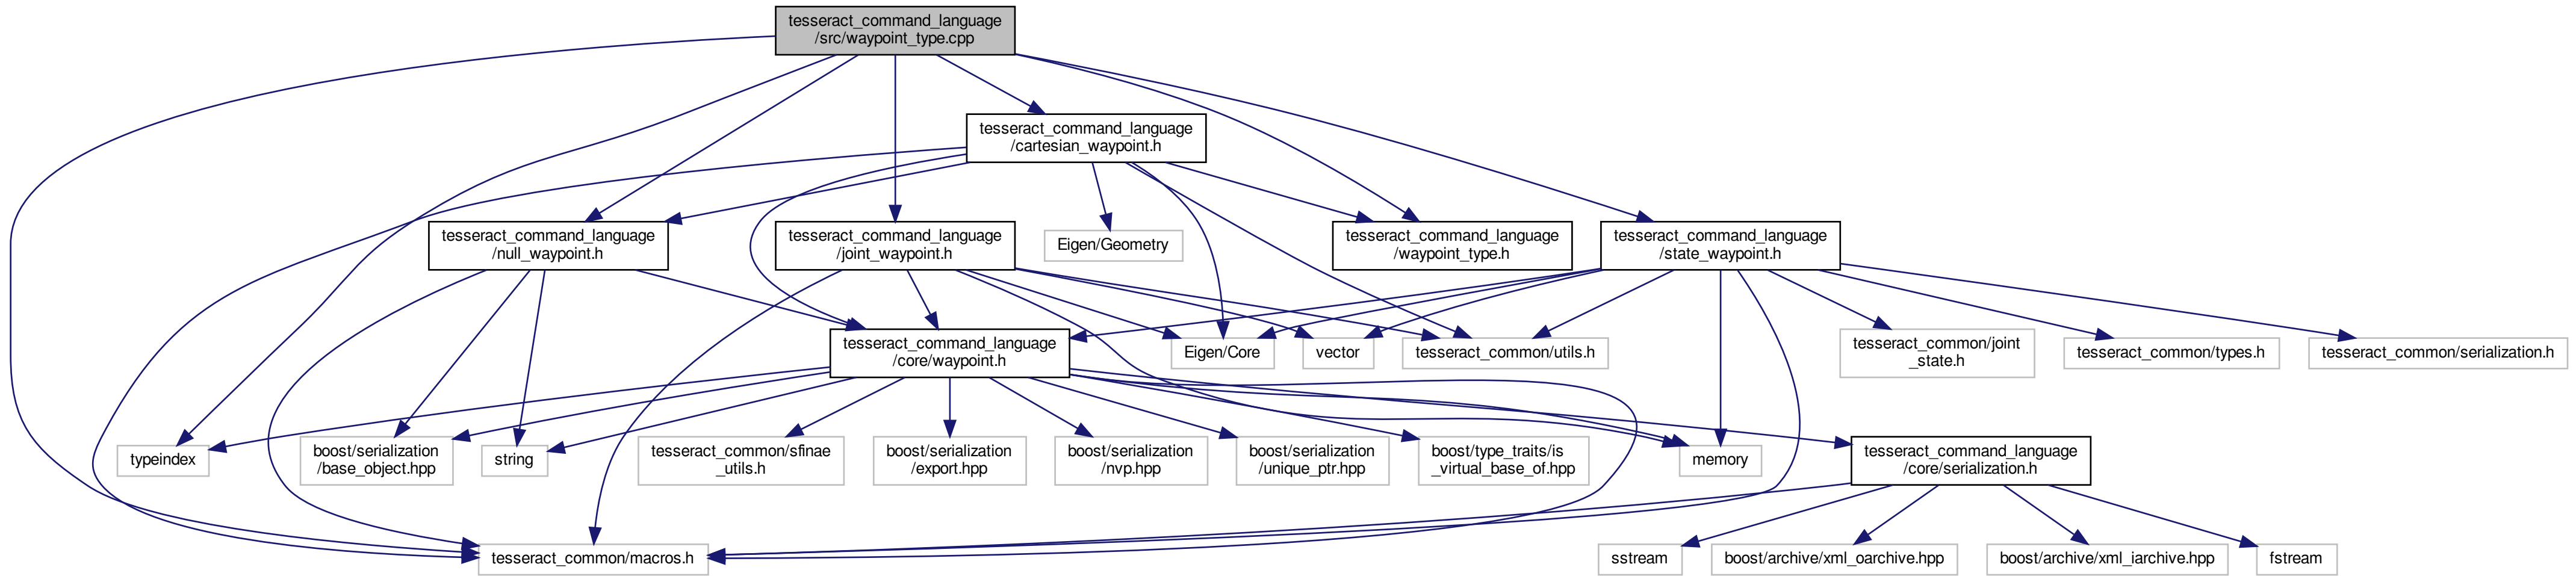 tesseract_command_language
/src/waypoint_type.cpp
tesseract_command_language
/cartesian_waypoint.h
tesseract_command_language
/null_waypoint.h
tesseract_command_language
/joint_waypoint.h
Eigen/Geometry
tesseract_command_language
/waypoint_type.h
tesseract_command_language
/state_waypoint.h
tesseract_command_language
/core/waypoint.h
Eigen/Core
vector
tesseract_common/utils.h
tesseract_common/joint
_state.h
tesseract_common/types.h
tesseract_common/serialization.h
typeindex
boost/serialization
/base_object.hpp
string
tesseract_common/sfinae
_utils.h
boost/serialization
/export.hpp
boost/serialization
/nvp.hpp
boost/serialization
/unique_ptr.hpp
boost/type_traits/is
_virtual_base_of.hpp
memory
tesseract_command_language
/core/serialization.h
tesseract_common/macros.h
sstream
boost/archive/xml_oarchive.hpp
boost/archive/xml_iarchive.hpp
fstream